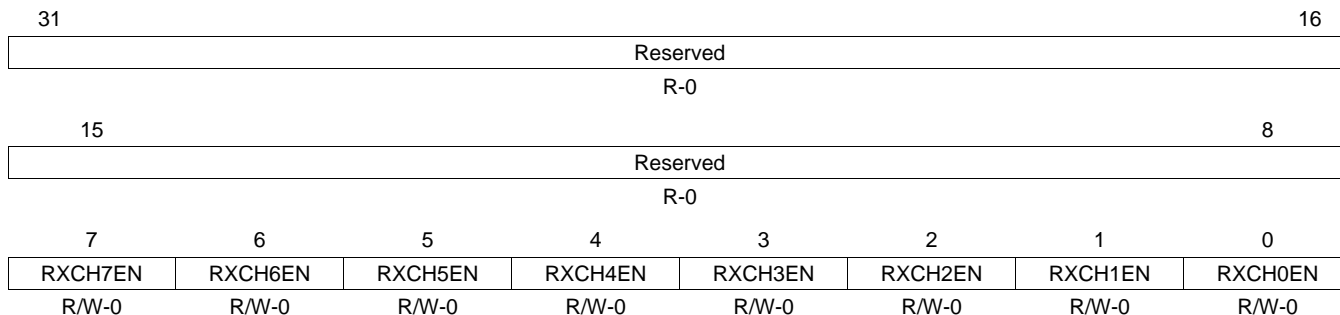 31 16
Reserved
R-0
15 8
Reserved
R-0
7 6 5 4 3 2 1 0
RXCH7EN RXCH6EN RXCH5EN RXCH4EN RXCH3EN RXCH2EN RXCH1EN RXCH0EN
R/W-0 R/W-0 R/W-0 R/W-0 R/W-0 R/W-0 R/W-0 R/W-0